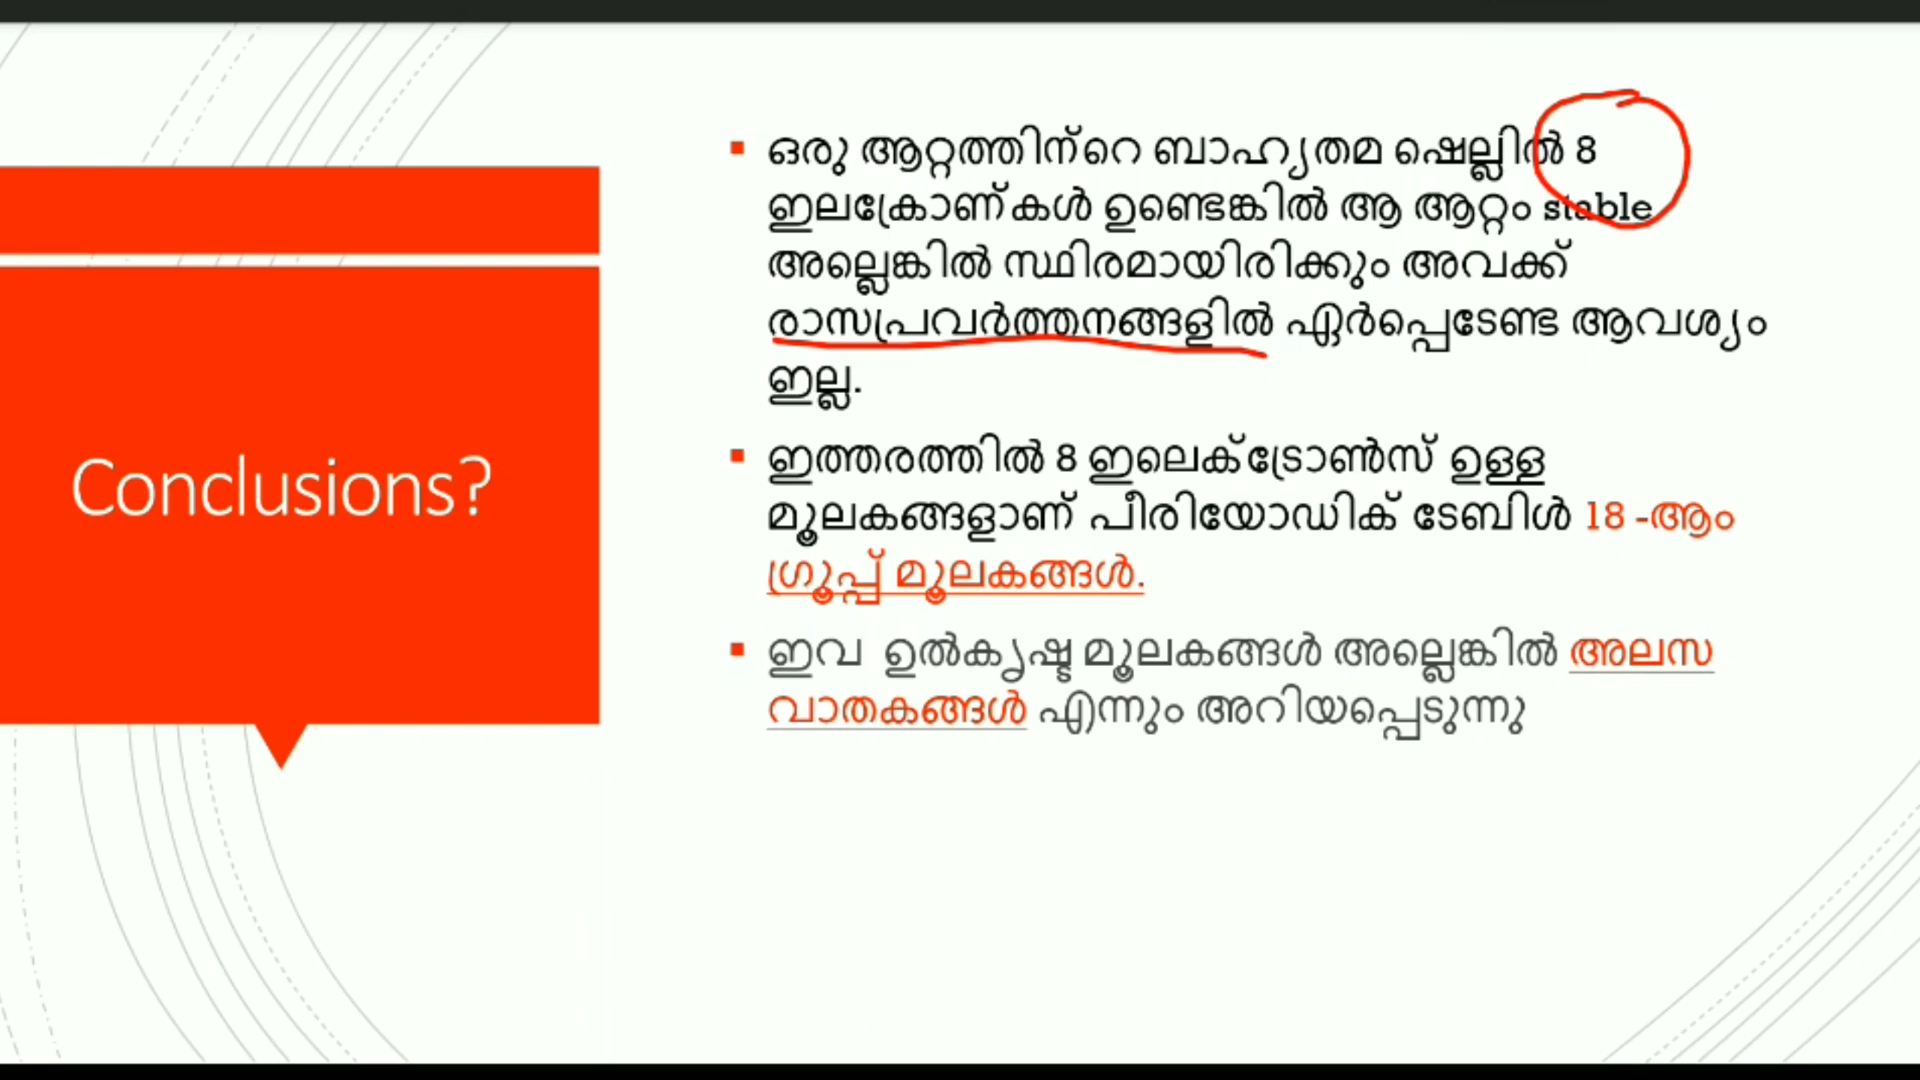 Conclusions?
ഒരു ആറ്റത്തിന്റെ ബാഹ്യതമ ഷെല്ലിൽ 8
ഇലക്രോണ്കൾ ഉണ്ടെങ്കിൽ ആ ആറ്റം stable
അല്ലെങ്കിൽ സ്ഥിരമായിരിക്കും അവക്ക്
രാസപ്രവർത്തനങ്ങളിൽ ഏർപ്പെടേണ്ട ആവശ്യം
ഇല്ല.
ഇത്തരത്തിൽ 8 ഇലെക്ട്രോൺസ് ഉള്ള
മൂലകങ്ങളാണ് പീരിയോഡിക് ടേബിൾ 18 -ആം
ഗ്രൂപ്പ് മൂലകങ്ങൾ.
ഇവ ഉൽകൃഷ്ട മൂലകങ്ങൾ അല്ലെങ്കിൽ അലസ
വാതകങ്ങൾ എന്നും അറിയപ്പെടുന്നു